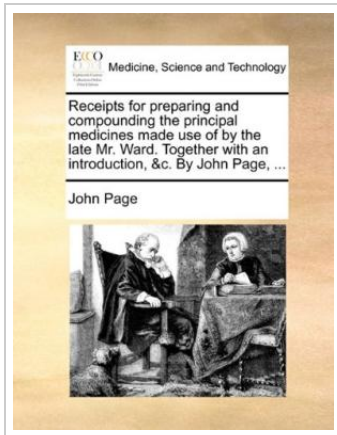 ECCO
Medicine, Science and Technology
Receipts for preparing and
compounding the principal
medicines made use of by the
late Mr. Ward. Together with an
introduction, &c. By John Page, ...
John Page